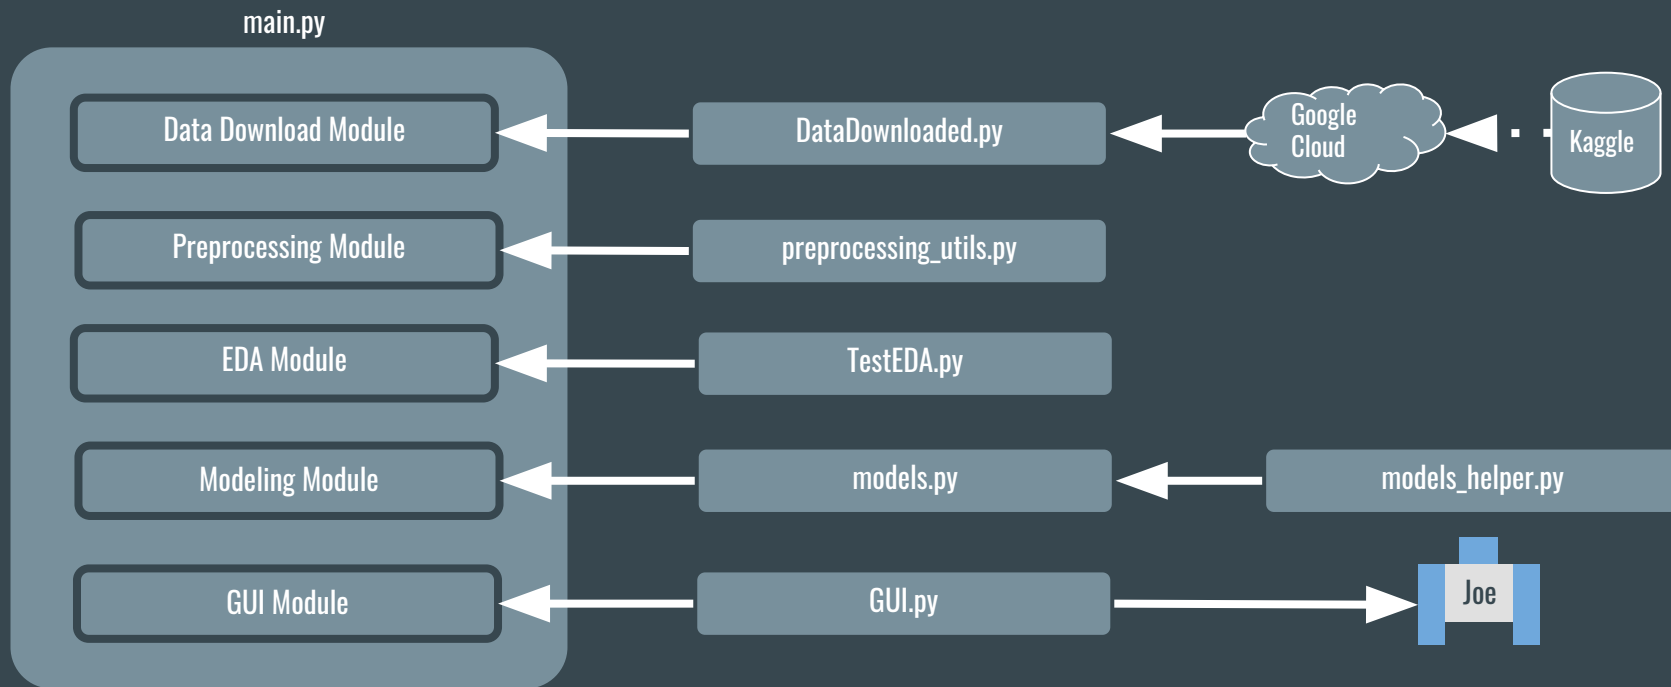 main.py
Data Download Module
DataDownloaded.py
Google
Cloud
Kaggle
Preprocessing Module
preprocessing_utils.py
EDA Module
TestEDA.py
Modeling Module
models.py
models_helper.py
GUI Module
GUI.py
Joe